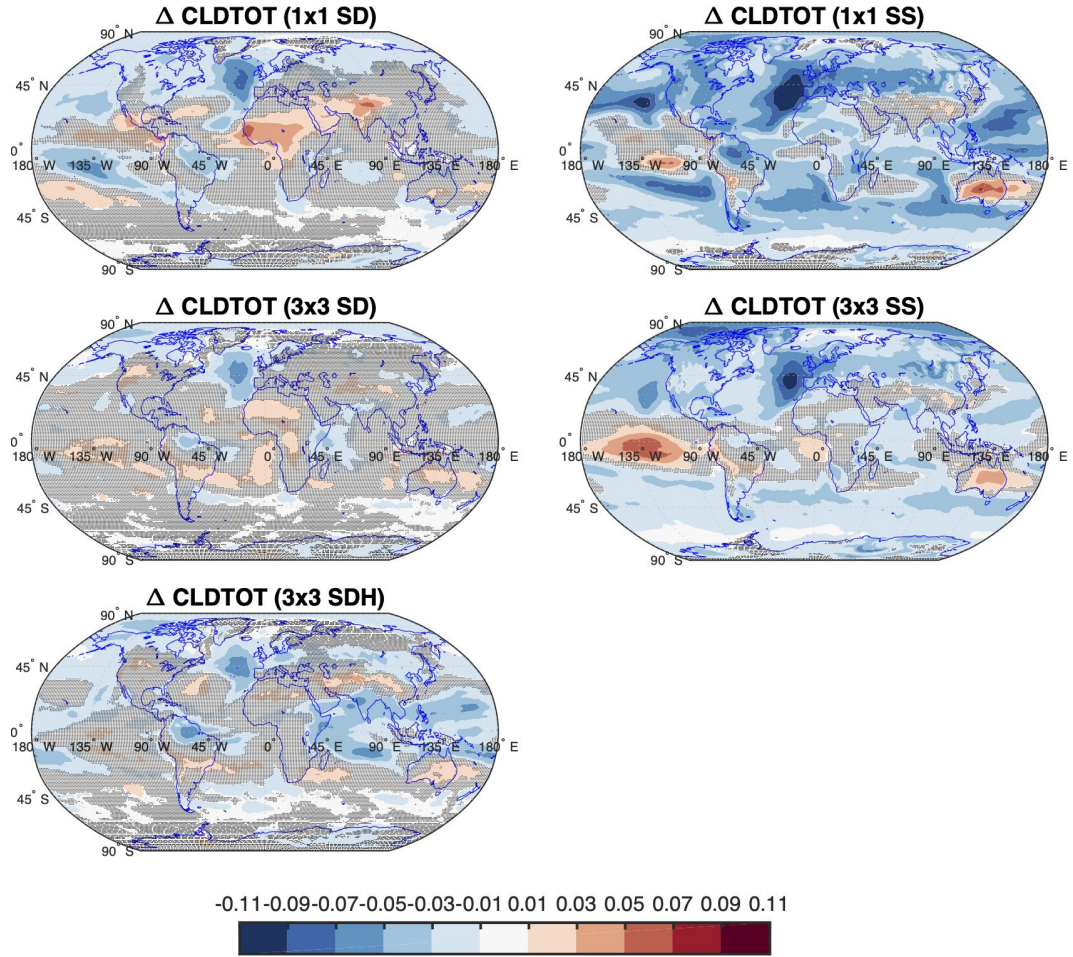 Δ CLDTOT (1x1 SD)
90° N
45° N
0°
180° W 135° W 90° W 45° W 0° 45° E 90° E 135° E 180° E
45° S
90° S
Δ CLDTOT (1x1 SS)
90° N
45° N
0°
180° W 135° W 90° W 45° W 0° 45° E 90° E 135° E 180° E
45° S
90° S
Δ CLDTOT (3x3 SD)
90° N
45° N
0°
180° W 135° W 90° W 45° W 0° 45° E 90° E 135° E 180° E
45° S
90° S
Δ CLDTOT (3x3 SS)
90° N
45° N
0°
180° W 135° W 90° W 45° W 0° 45° E 90° E 135° E 180° E
45° S
90° S
Δ CLDTOT (3x3 SDH)
90° N
45° N
0°
180° W 135° W 90° W 45° W 0° 45° E 90° E 135° E 180° E
45° S
90° S
-0.11 -0.09 -0.07 -0.05 -0.03 -0.01 0.01 0.03 0.05 0.07 0.09 0.11